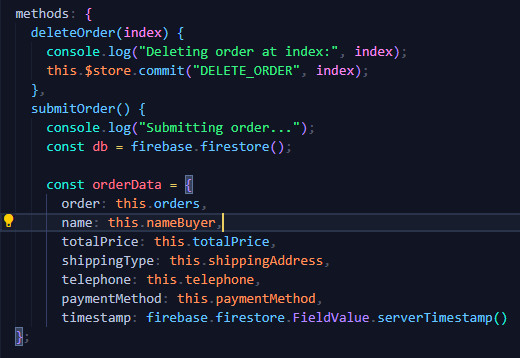 methods: {
deleteOrder(index) {
console.log("Deleting order at index:", index);
this.$store.commit("DELETE_ORDER", index);
},
submitOrder() {
console.log("Submitting order...");
const db = firebase.firestore();
const orderData = {
order: this.orders,
name: this.nameBuyer,
totalPrice: this.totalPrice,
shippingType: this.shippingAddress,
telephone: this.telephone,
paymentMethod: this.paymentMethod,
timestamp: firebase.firestore.FieldValue.serverTimestamp()
};